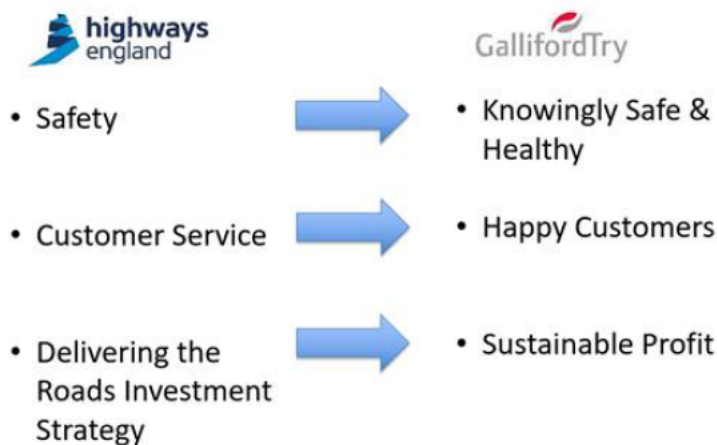 highways
england
GallifordTry
• Safety
• Knowingly Safe &
Healthy
• Customer Service
• Happy Customers
• Delivering the
Roads Investment
Strategy
• Sustainable Profit